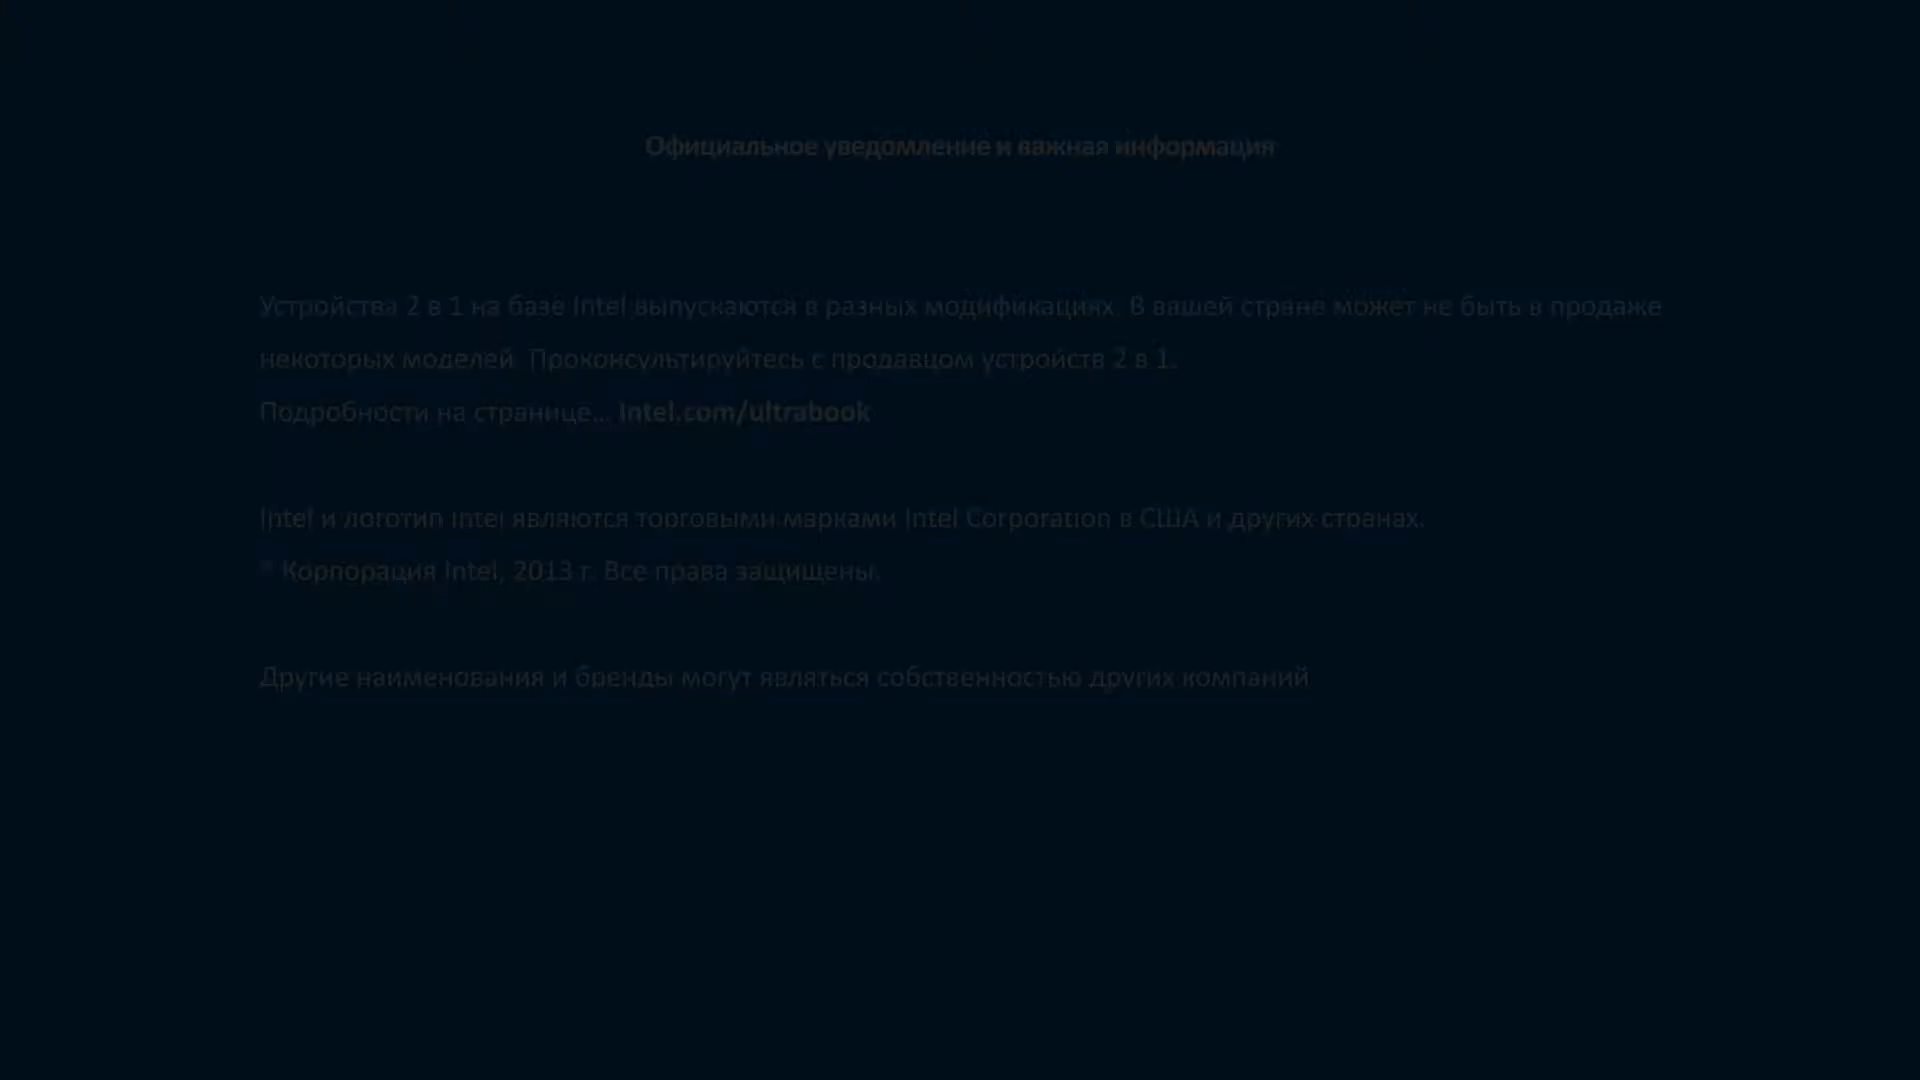 Официальное уведомление и важная информация
Устройства 2 в 1 на базе Intel выпускаются в разных модификациях. В вашей стране может не быть в продаже
некоторых моделей. Проконсультируйтесь с продавцом устройств 2 в 1.
Подробности на странице... Intel.com/ultrabook
Intel и логотип Intel являются торговыми марками Intel Corporation в США и других странах.
* Корпорация Intel, 2013 г. Все права защищены.
Другие наименования и бренды могут являться собственностью других компаний